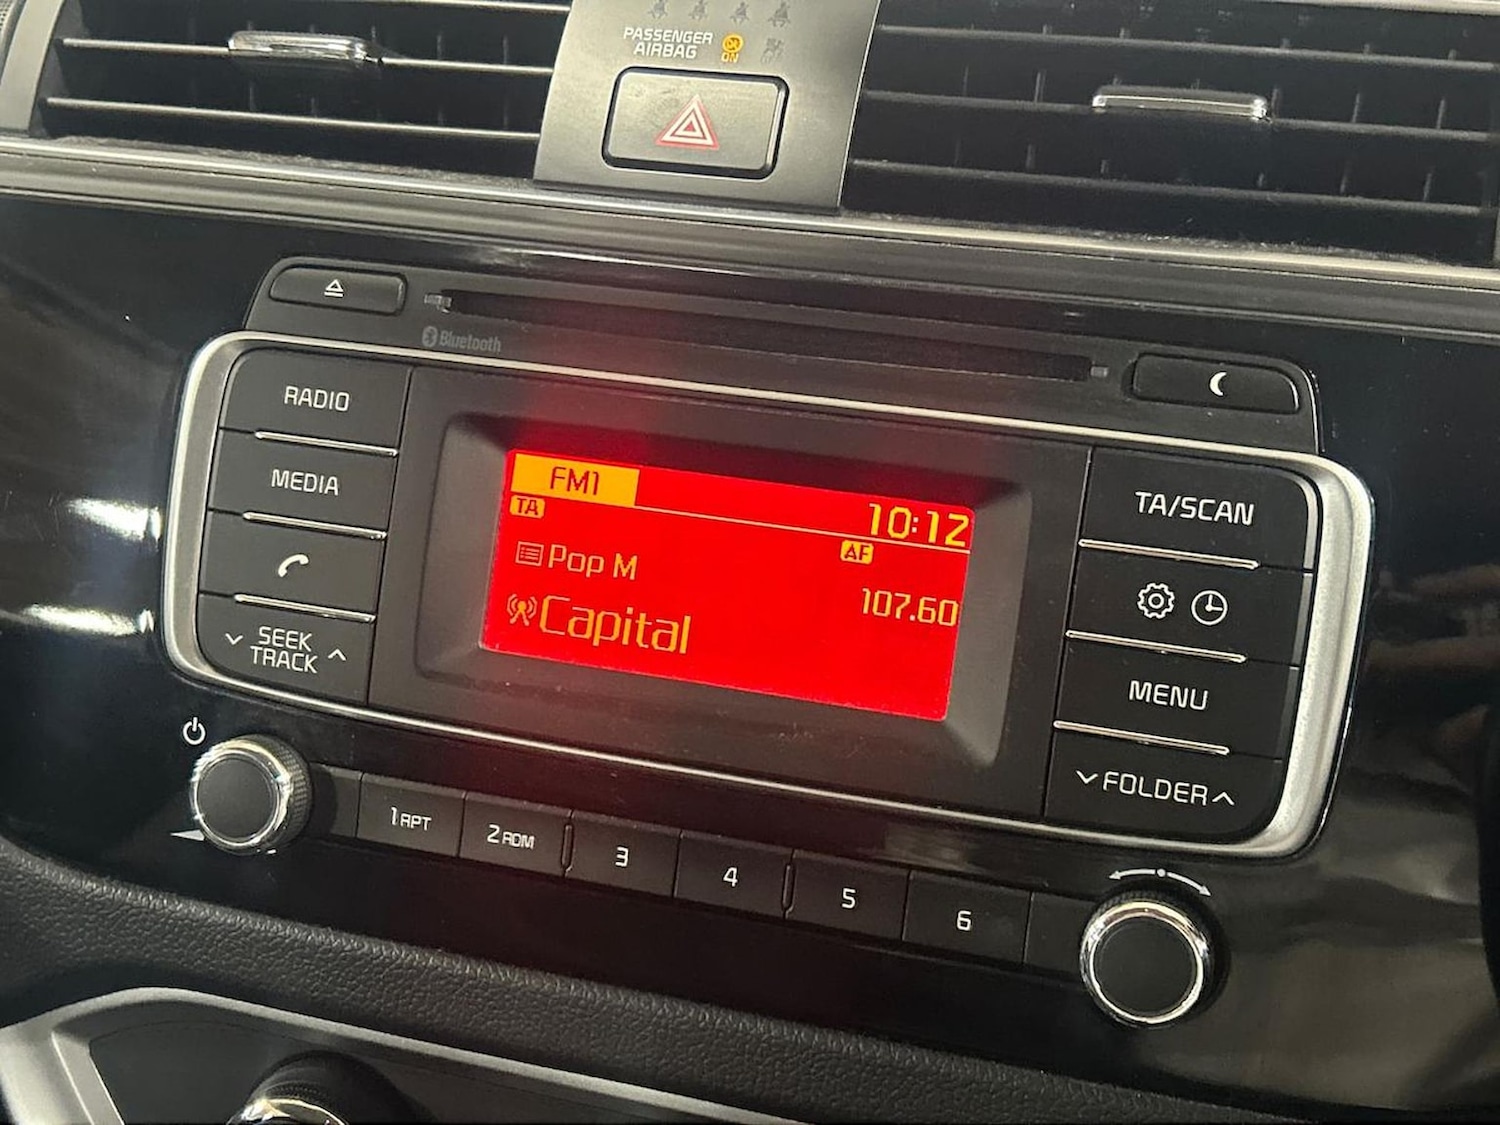 PASSENGER
AIRBAG
ON
Bluetooth
RADIO
MEDIA
SEEK
TRACK
FM1
10:12
TA
AF
Pop M
107.60
Capital
TA/SCAN
MENU
FOLDER
1 RPT
2 RDM
3
4
5
6